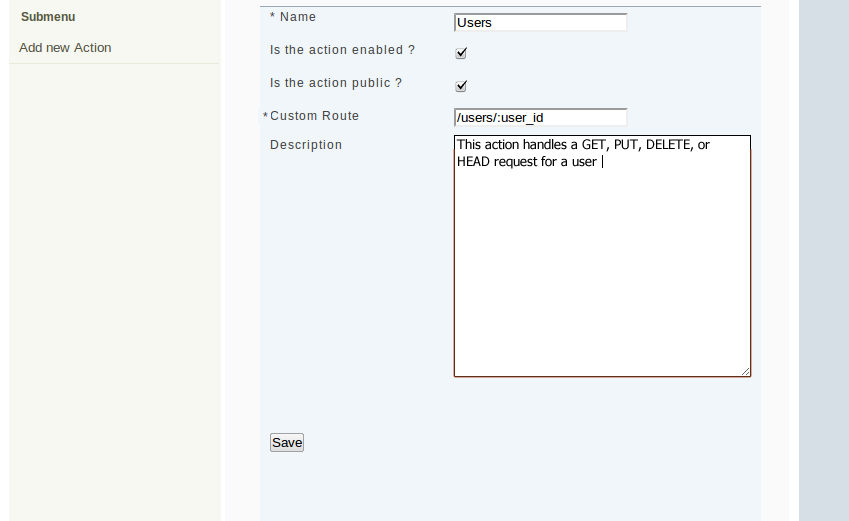 Submenu
Add new Action
* Name
Users
Is the action enabled ?
Is the action public ?
*Custom Route
/users/:user_id
Description
This action handles a GET, PUT, DELETE, or
HEAD request for a user
Save